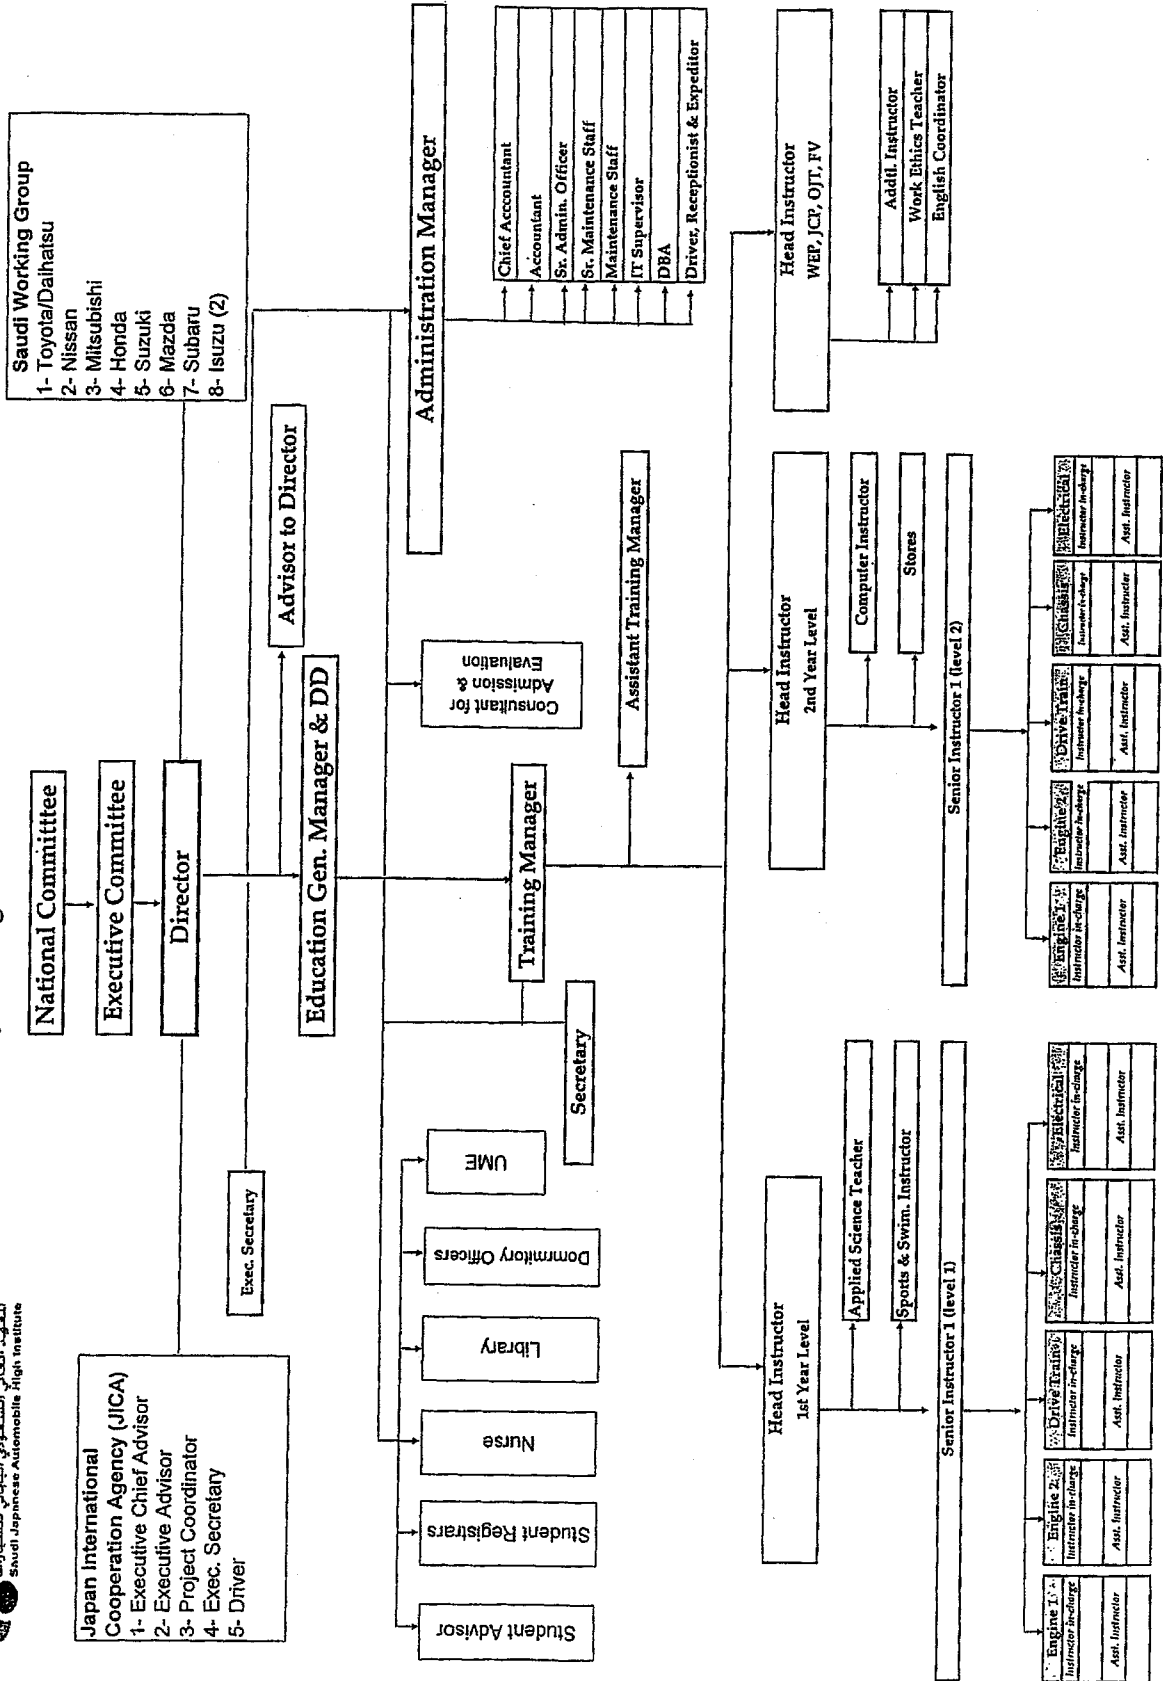 Saudi Japanese Automobile High Institute
National Committtee
Executive Committee
Director
Japan International
Cooperation Agency (JICA)
1- Executive Chief Advisor
2- Executive Advisor
3- Project Coordinator
4- Exec. Secretary
5- Driver
Saudi Working Group
1- Toyota/Daihatsu
2- Nissan
3- Mitsubishi
4- Honda
5- Suzuki
6- Mazda
7- Subaru
8- Isuzu (2)
Exec. Secretary
Advisor to Director
Education Gen. Manager & DD
Administration Manager
Chief Acccountant
Accountant
Sr. Admin. Officer
Sr. Maintenance Staff
Maintenance Staff
IT Supervisor
DBA
Driver, Receptionist & Expeditor
Student Advisor
Student Registrars
Nurse
Library
Dommitory Officers
UME
Consultant for
Admission &
Evaluation
Training Manager
Secretary
Assistant Training Manager
Head Instructor
1st Year Level
Applied Science Teacher
Sports & Swim. Instructor
Senior Instructor 1 (level 1)
Engine 1
Instructor in-charge
Asst. Instructor
Engine 2
Instructor in-charge
Asst. Instructor
Drive Train
Instructor in-charge
Asst. Instructor
Chassis
Instructor in-charge
Asst. Instructor
Electrical
Instructor in-charge
Asst. Instructor
Head Instructor
2nd Year Level
Computer Instructor
Stores
Senior Instructor 1 (level 2)
Engine 1
Instructor in-charge
Asst. Instructor
Engine 2
Instructor in-charge
Asst. Instructor
Drive Train
Instructor in-charge
Asst. Instructor
Chassis
Instructor in-charge
Asst. Instructor
Electrical
Instructor in-charge
Asst. Instructor
Head Instructor
WEP, JCP, OJT, FV
Addtl. Instructor
Work Ethics Teacher
English Coordinator